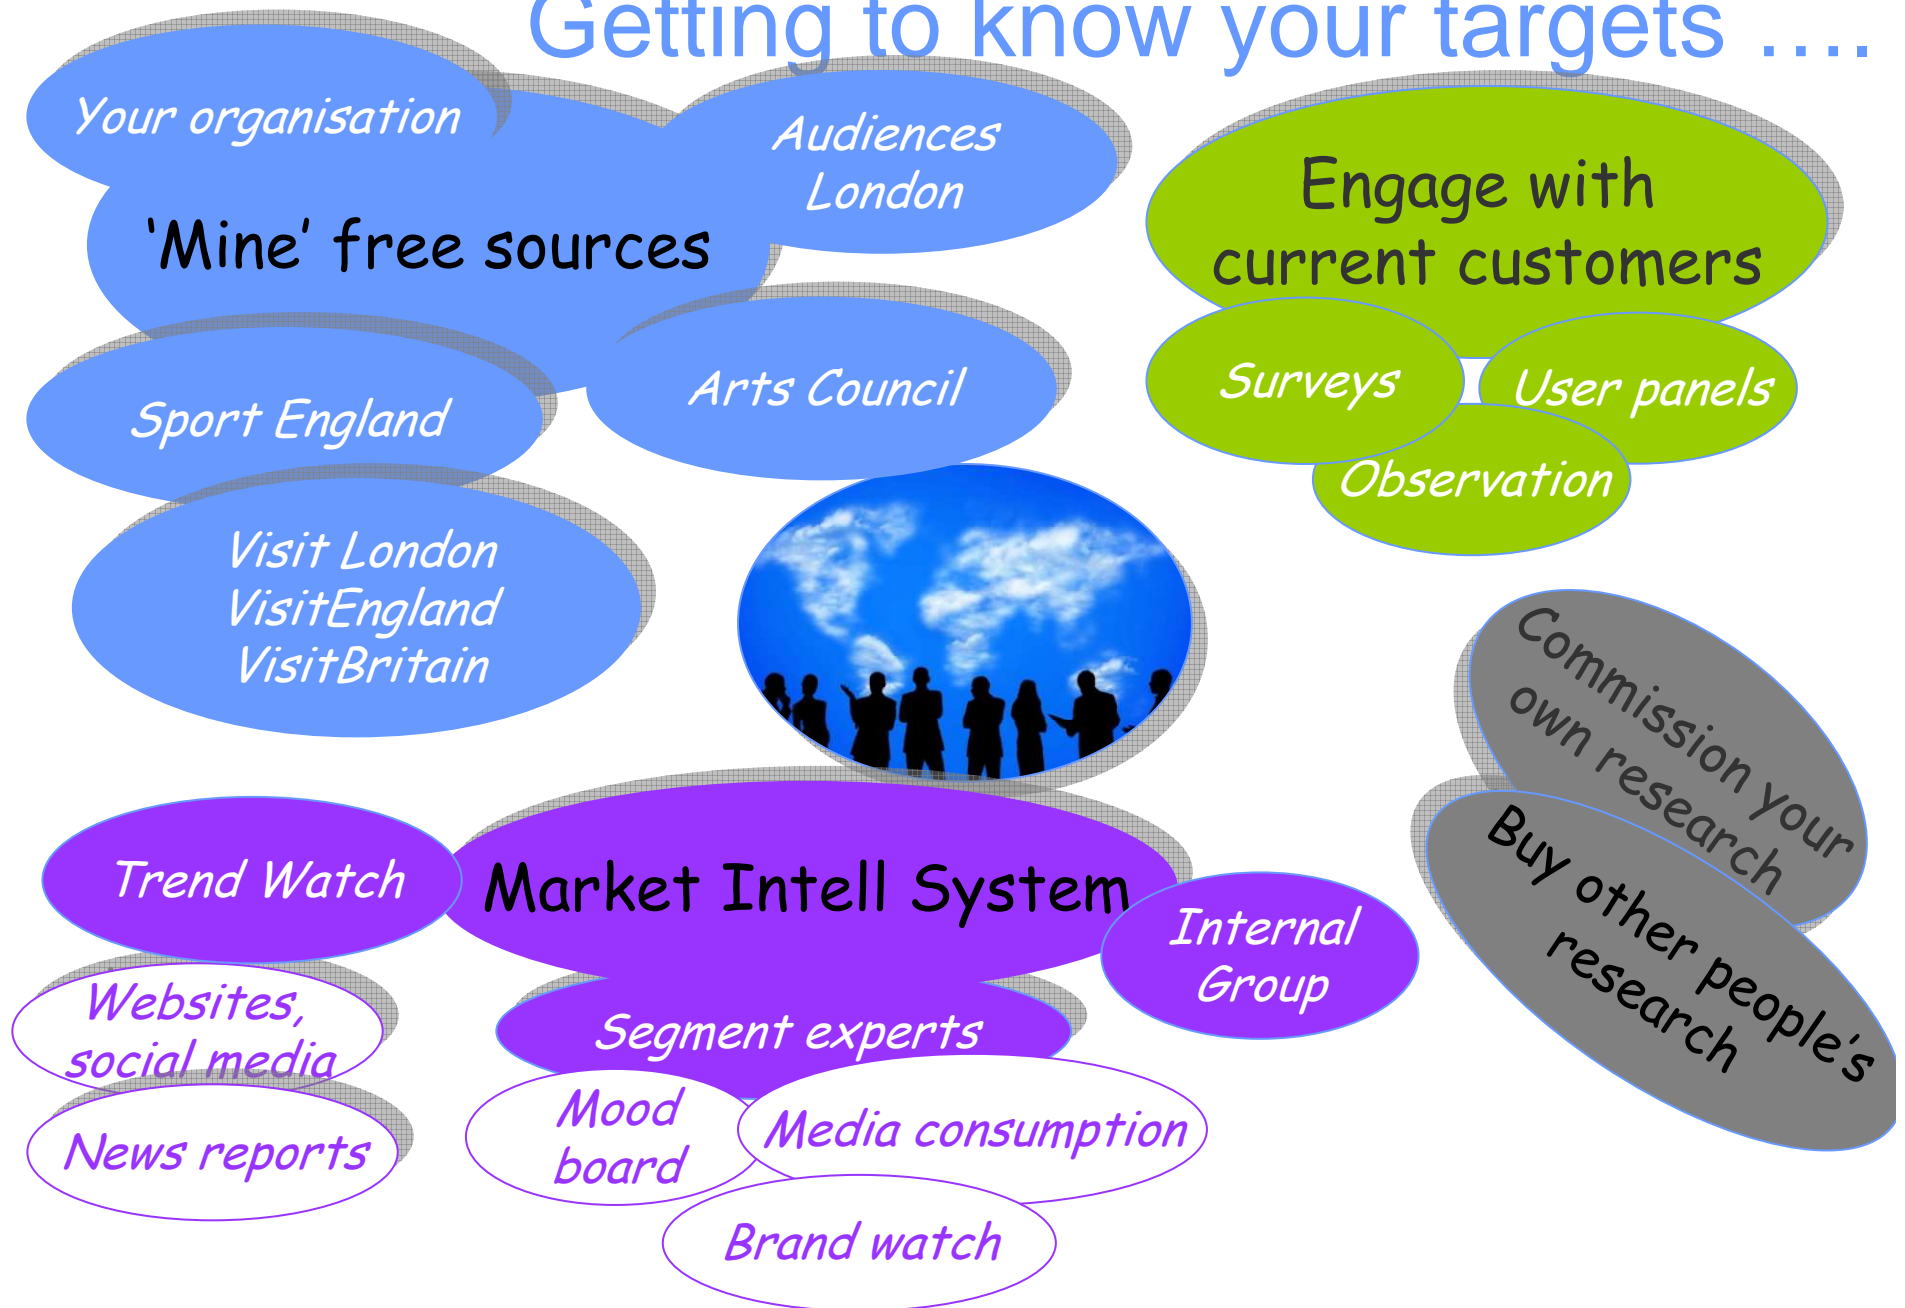 Getting to know your targets ….
Your organisation
Audiences
London
‘Mine’ free sources
Sport England
Arts Council
Visit London
VisitEngland
VisitBritain
Engage with
current customers
Surveys
User panels
Observation
Commission your
own research
Buy other people’s
research
Market Intell System
Trend Watch
Websites,
social media
News reports
Internal
Group
Segment experts
Mood
board
Media consumption
Brand watch